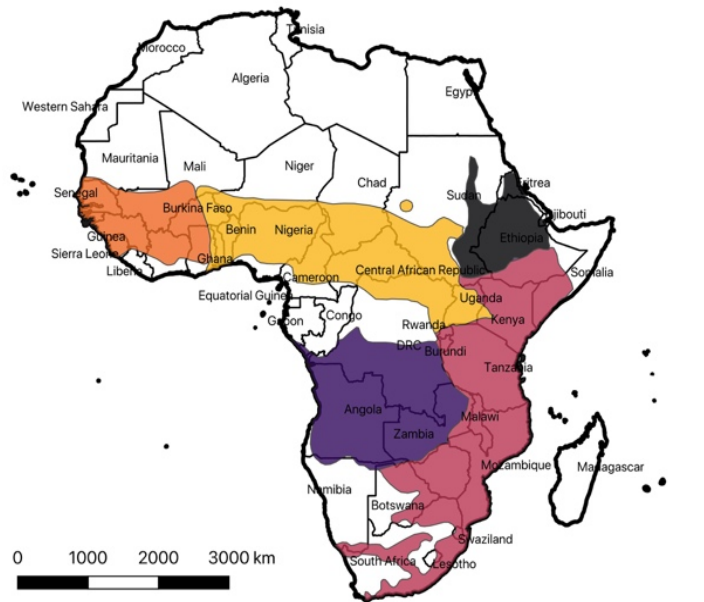 Tunisia
Morocco
Algeria
Egypt
Western Sahara
Mauritania
Mali
Niger
Chad
Senegal
Burkina Faso
Sudan
Eritrea
Djibouti
Guinea
Benin
Nigeria
Ethiopia
Sierra Leone
Ghana
Liberia
Cameroon
Central African Republic
Somalia
Equatorial Guinea
Uganda
Gabon
Congo
Rwanda
Kenya
DRC
Burundi
Tanzania
Angola
Malawi
Zambia
Mozambique
Madagascar
Namibia
Botswana
Swaziland
South Africa
Lesotho
0 1000 2000 3000 km